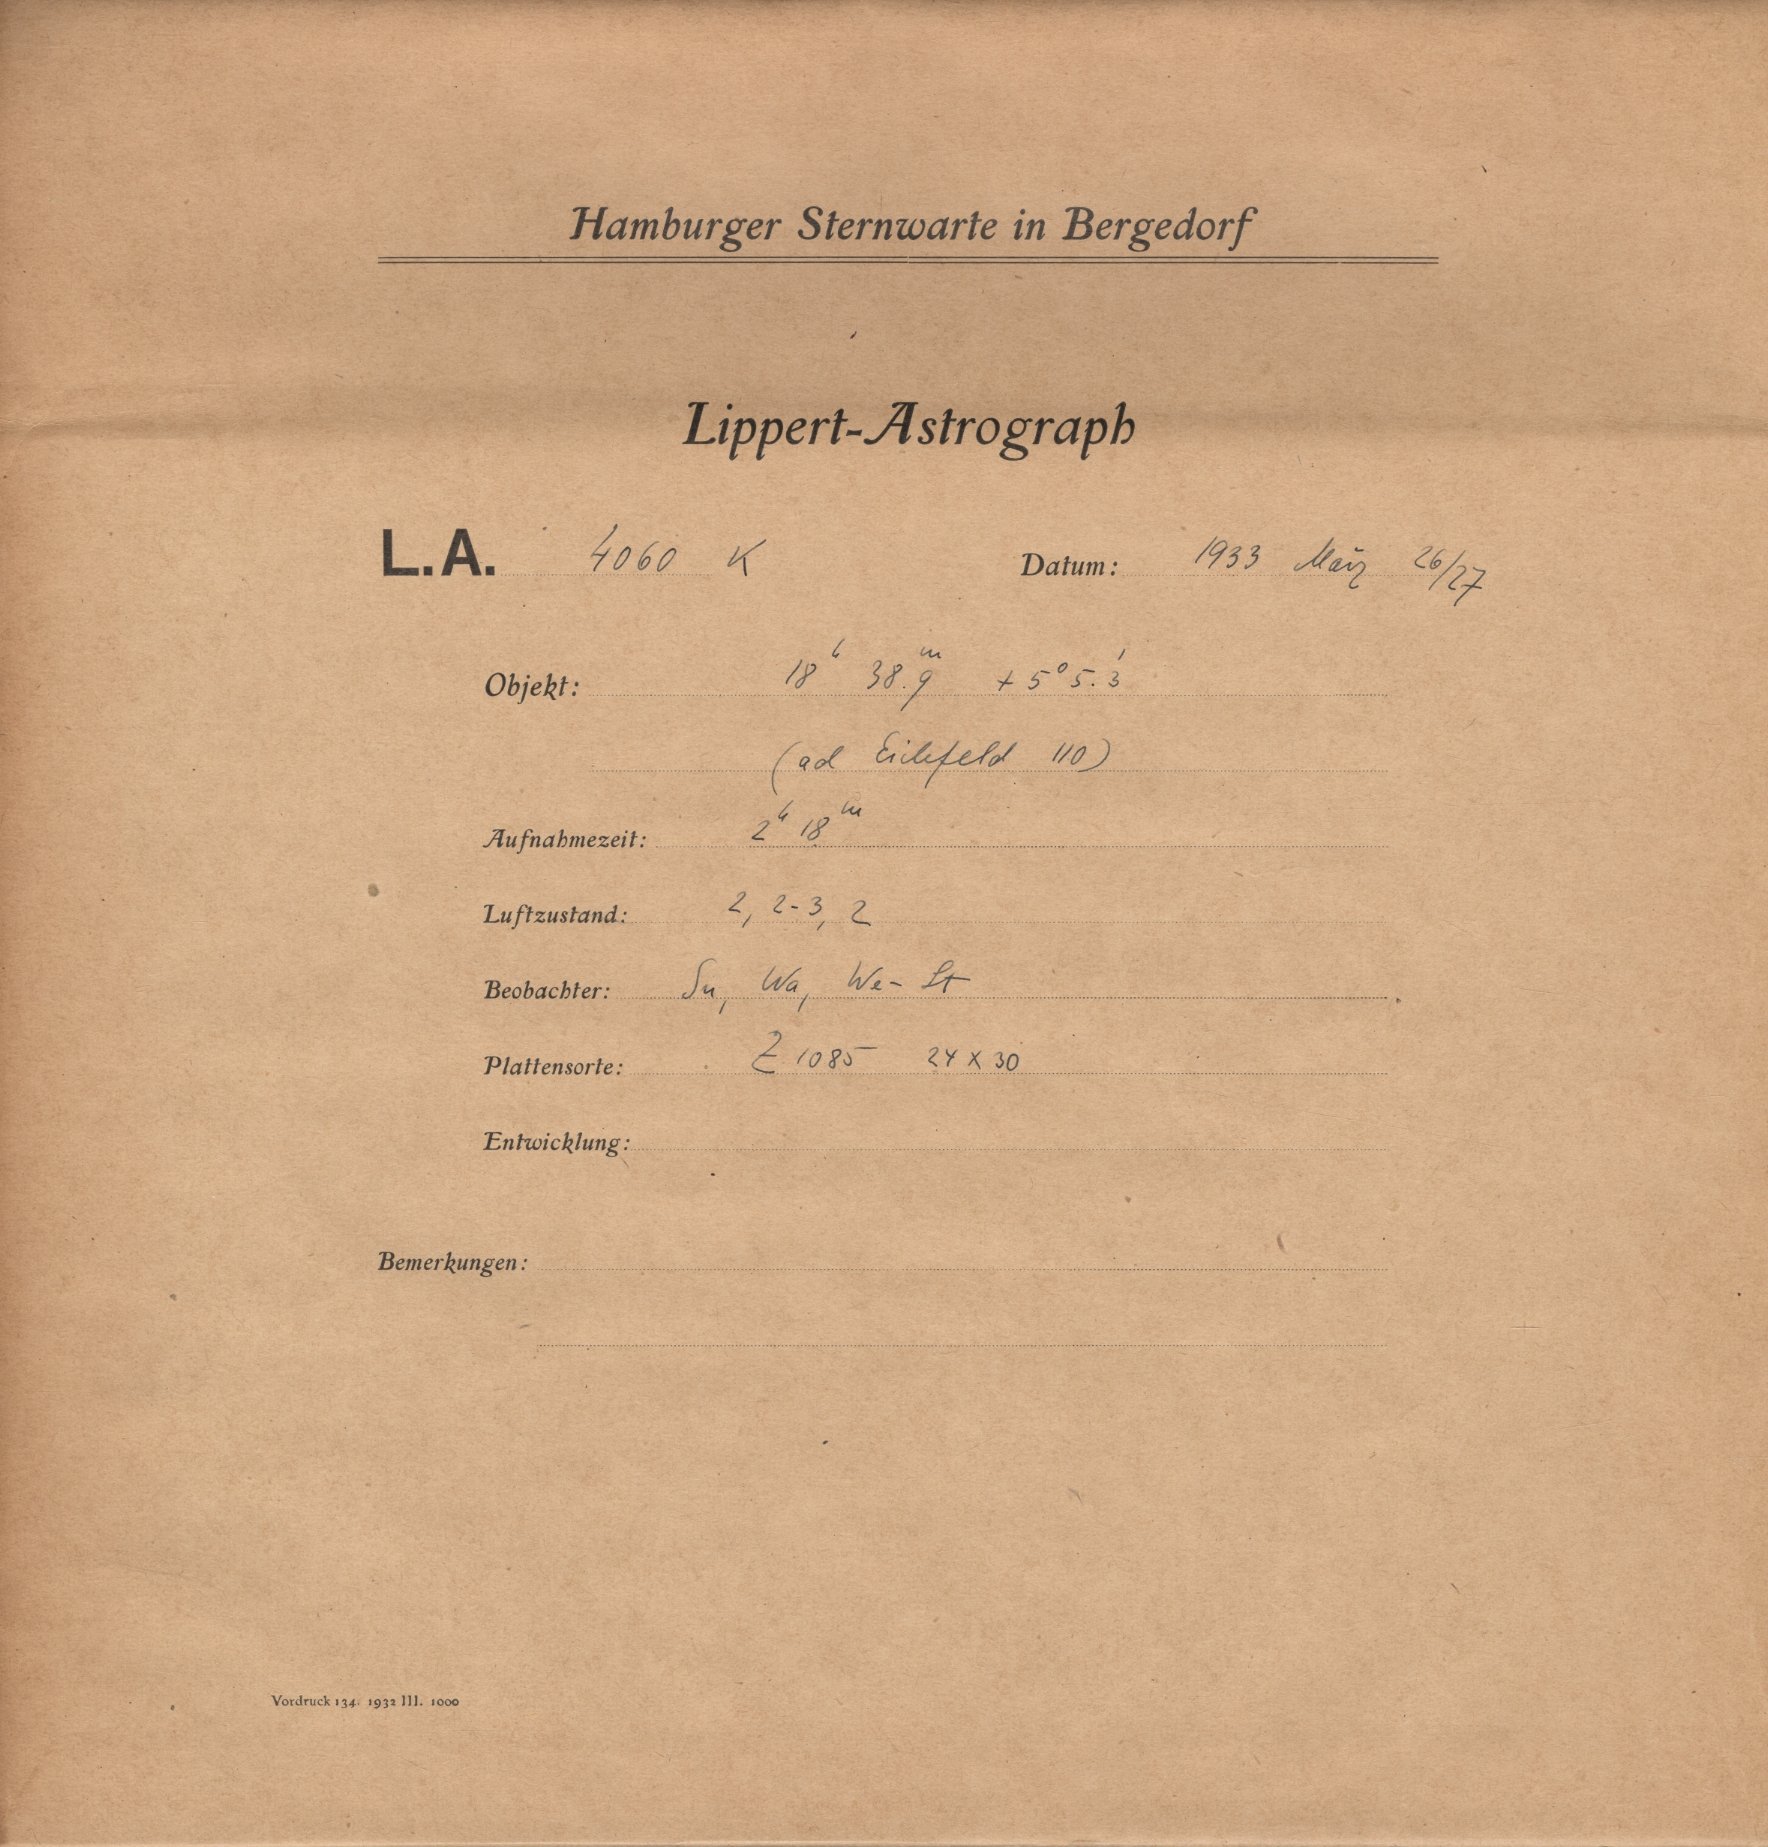 Hamburger Sternwarte in Bergedorf
Lippert-Astrograph
L.A. 4060 K Datum: 1933 März 26/27
Objekt: 18ʰ 38.9ᵐ +5° 5.3'
(ad Eichfeld 110)
Aufnahmezeit: 2ʰ 18ᵐ
Luftzustand: 2, 2-3, 2
Beobachter: Su, Wa, We-St
Plattensorte: Z 1085 24 x 30
Entwicklung:
Bemerkungen:
Vordruck 134. 1932 III. 1000